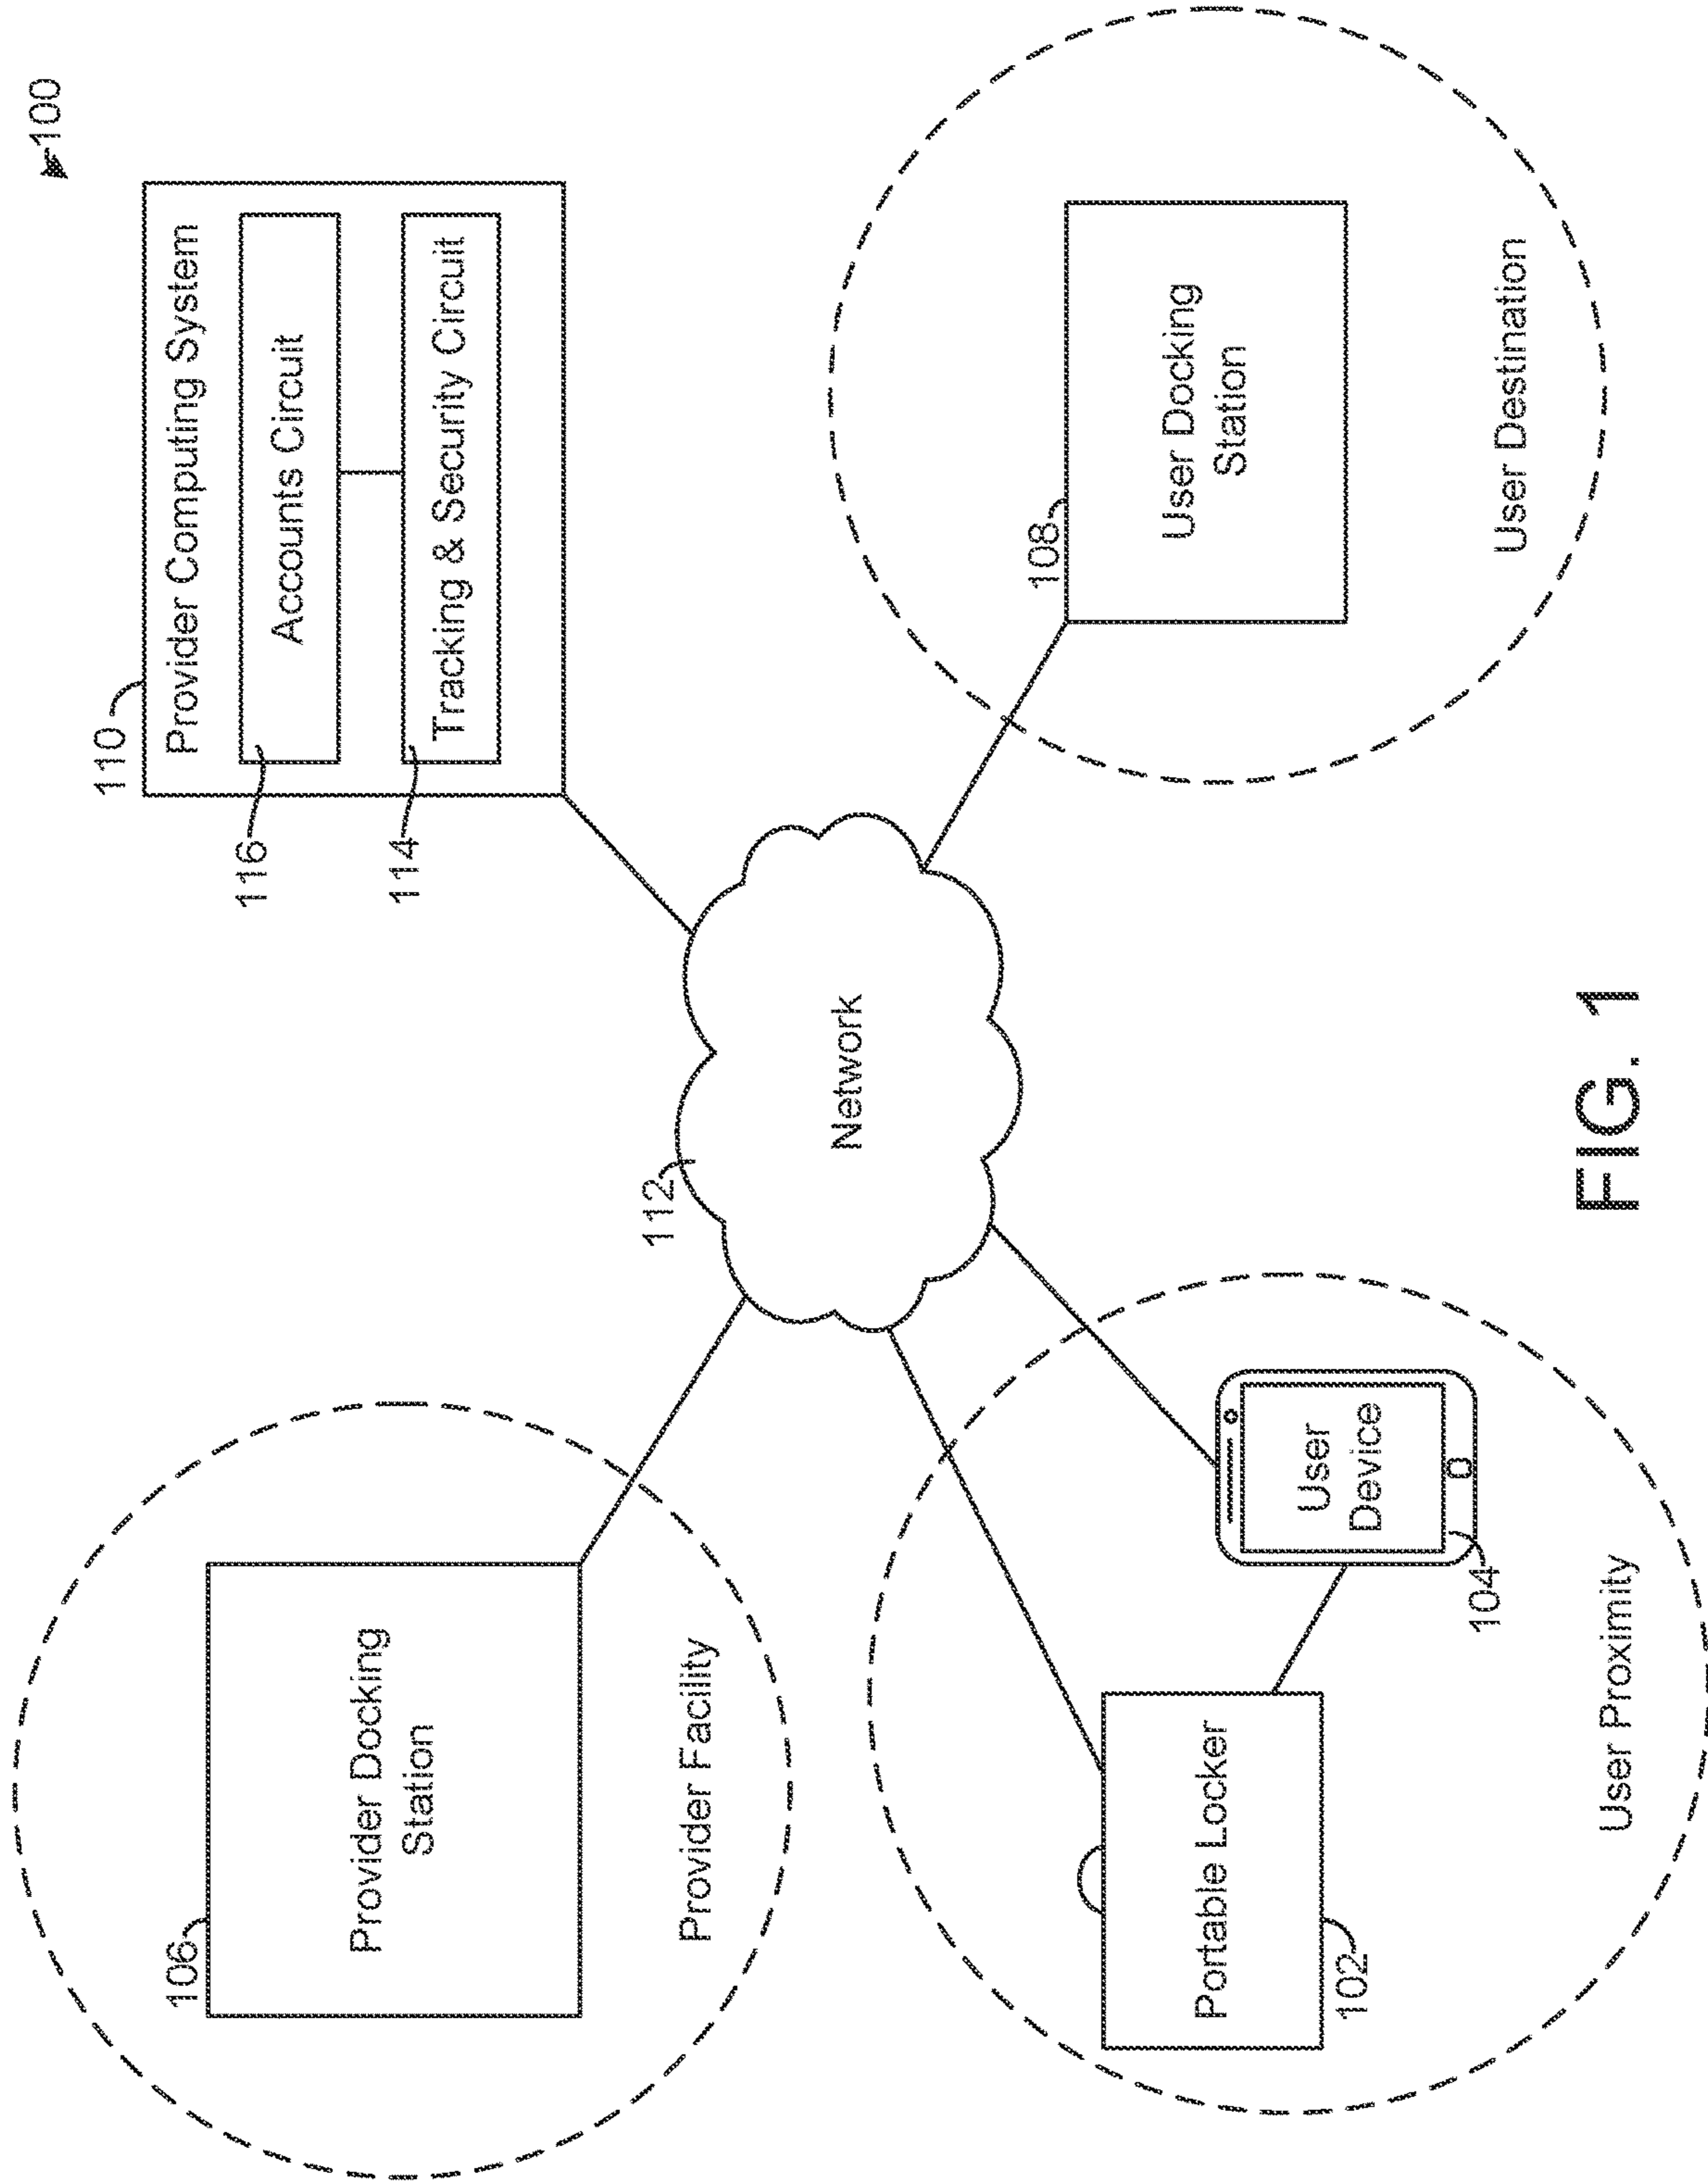 100
110
Provider Computing System
116
Accounts Circuit
114
Tracking & Security Circuit
106
Provider Docking
Station
Provider Facility
112
Network
108
User Docking
Station
User Destination
Portable Locker
102
User
Device
104
User Proximity
FIG. 1